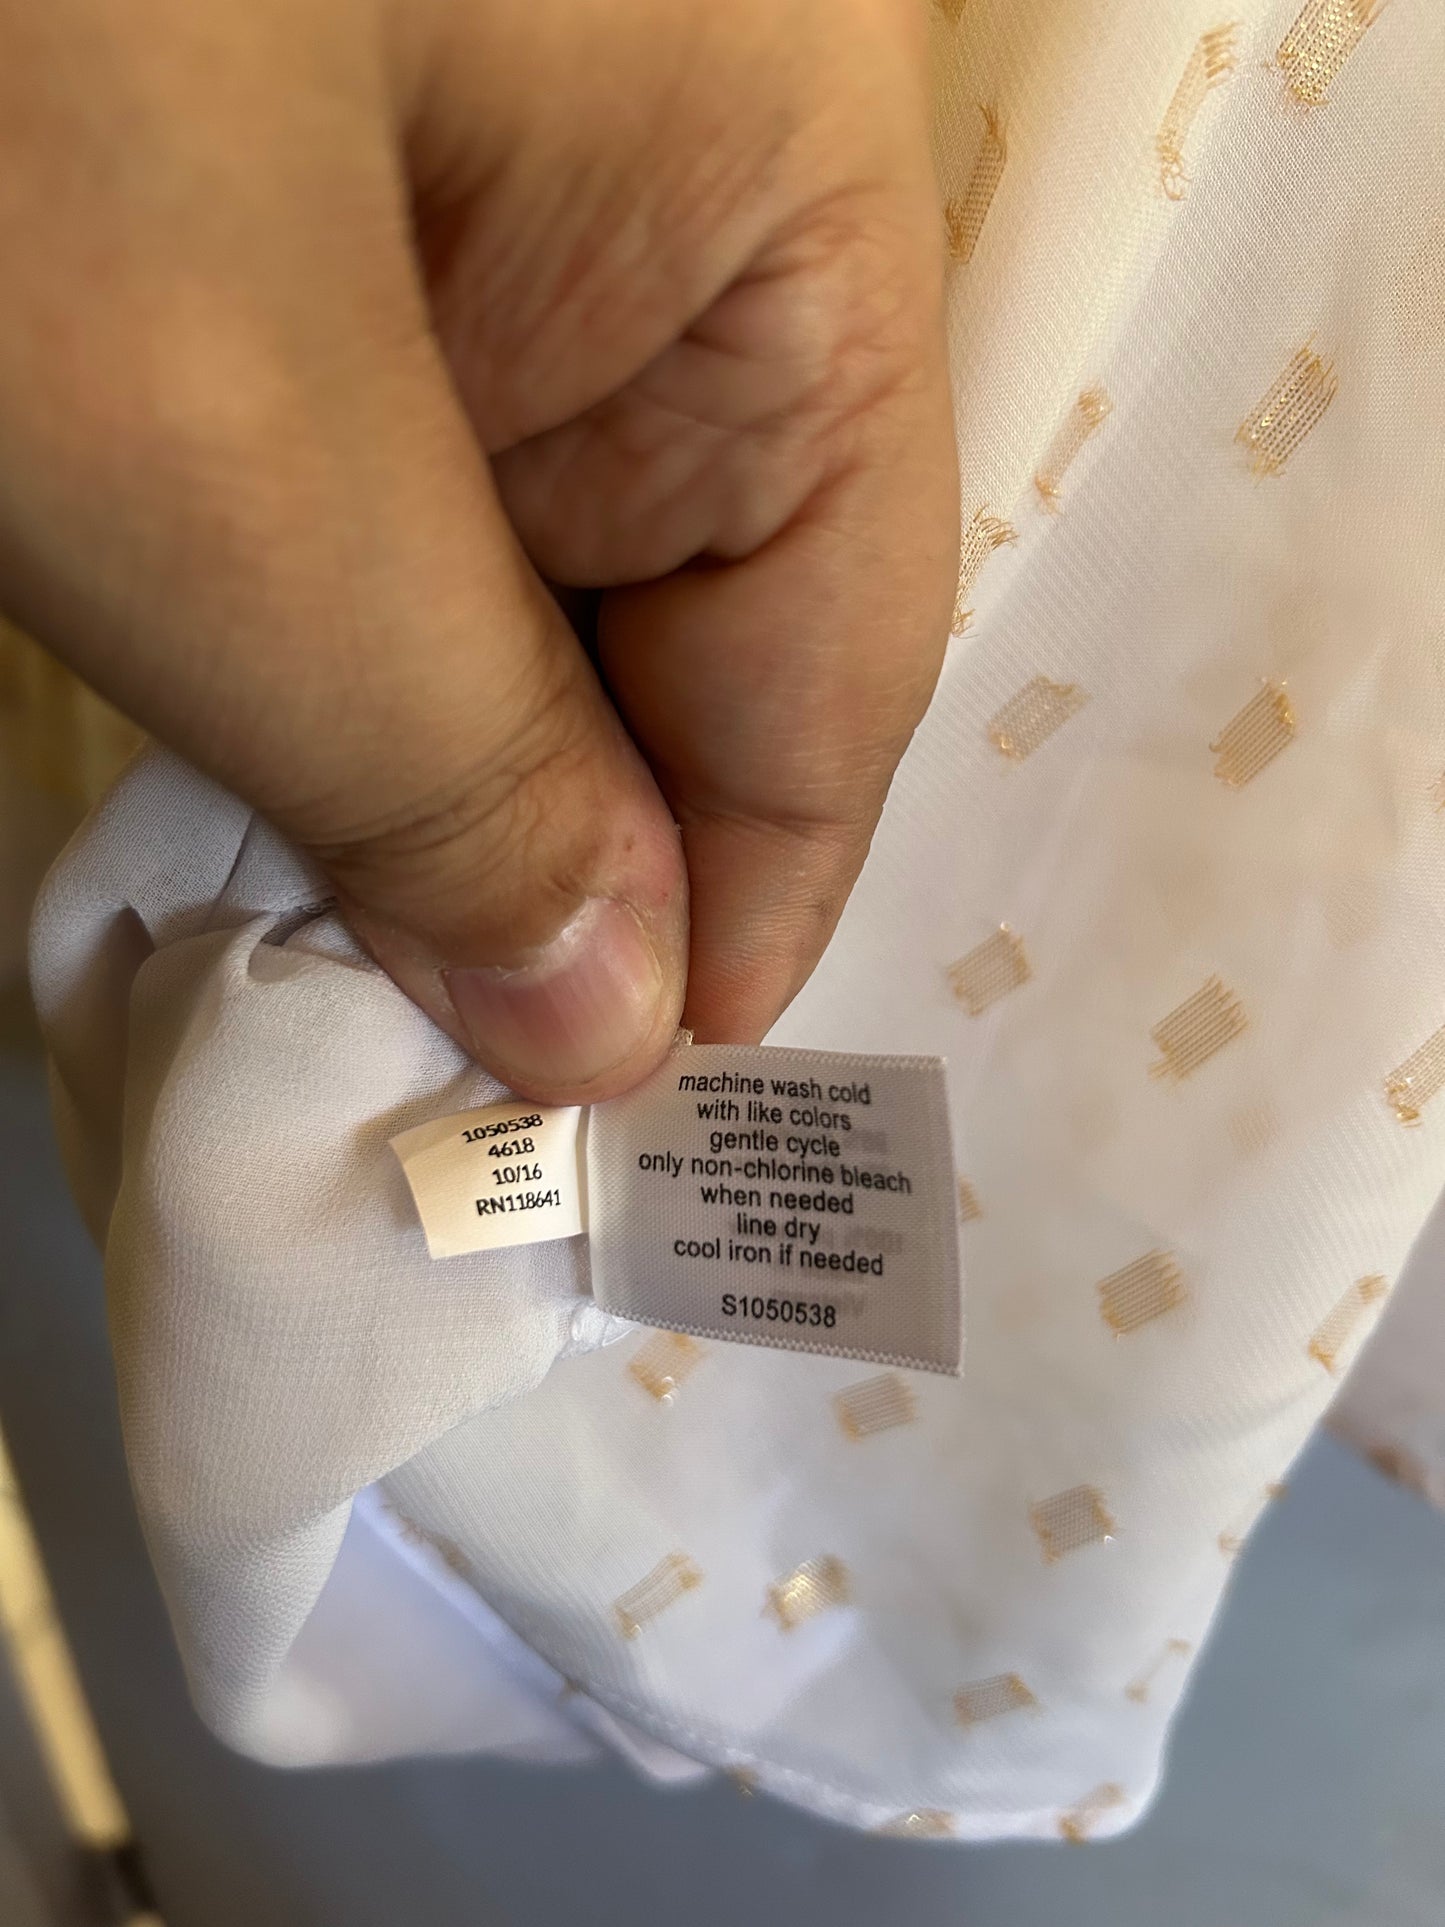 1050538
4618
10/16
RN118641
machine wash cold
with like colors
gentle cycle
only non-chlorine bleach
when needed
line dry
cool iron if needed
S1050538